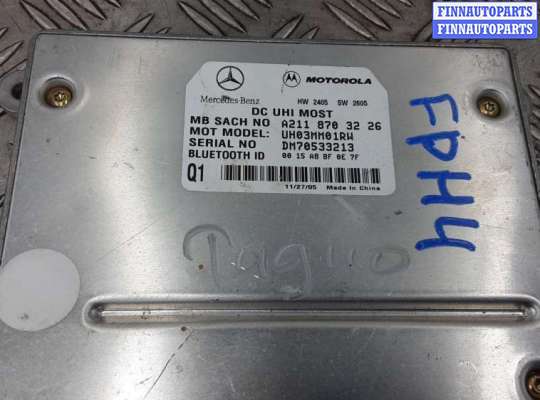 FINNAUTOPARTS
FINNAUTOPARTS
Mercedes-Benz
MOTOROLA
HW 2405 SW 2605
DC UHI MOST
MB SACH NO A211 870 32 26
MOT MODEL: UH03MM01RW
SERIAL NO DM70533213
BLUETOOTH ID 00 15 A8 BF 0E 7F
Q1
11/27/05 Made in China
FPH4